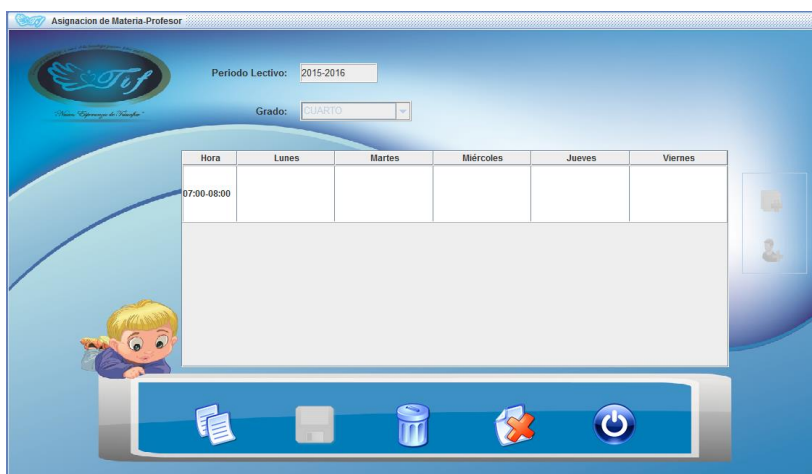 Asignacion de Materia-Profesor
Tif
Periodo Lectivo: 2015-2016
Grado: CUARTO
Hora Lunes Martes Miércoles Jueves Viernes
07:00-08:00